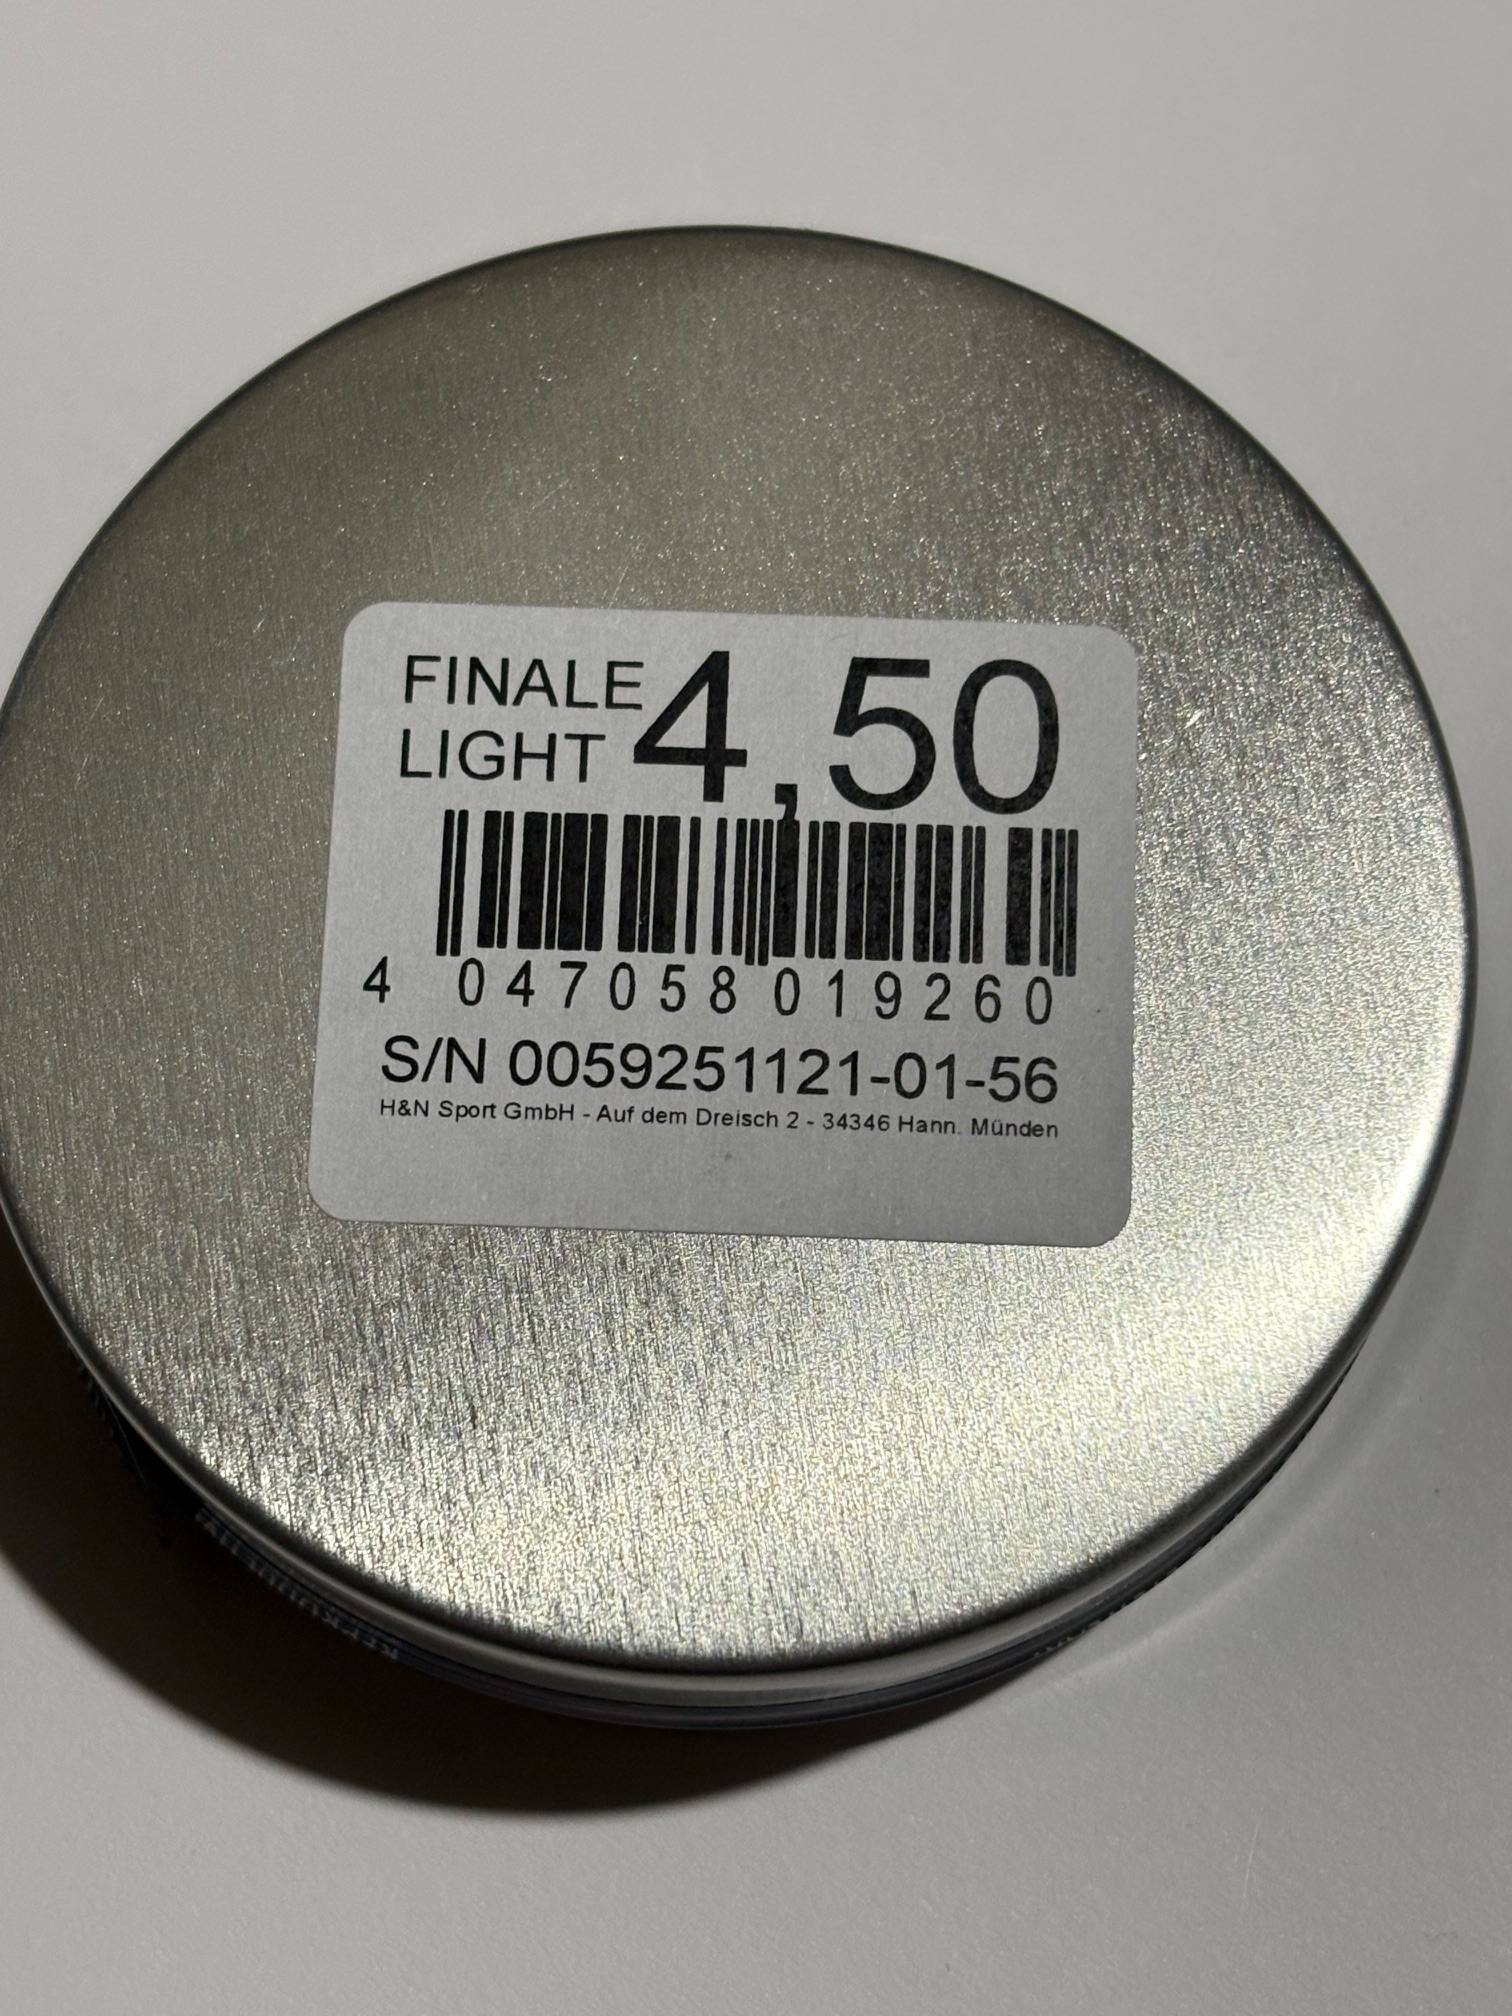 FINALE
LIGHT 4,50
4 047058 019260
S/N 0059251121-01-56
H&N Sport GmbH - Auf dem Dreisch 2 - 34346 Hann. Münden